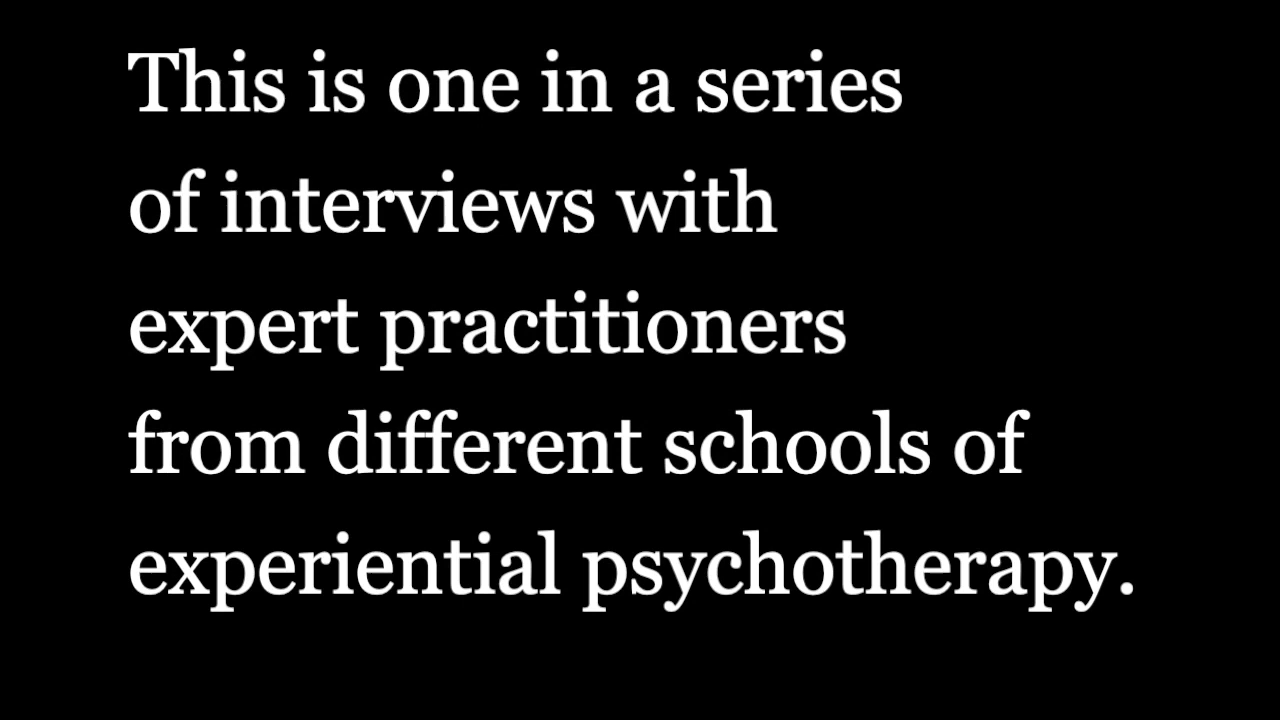 This is one in a series
of interviews with
expert practitioners
from different schools of
experiential psychotherapy.